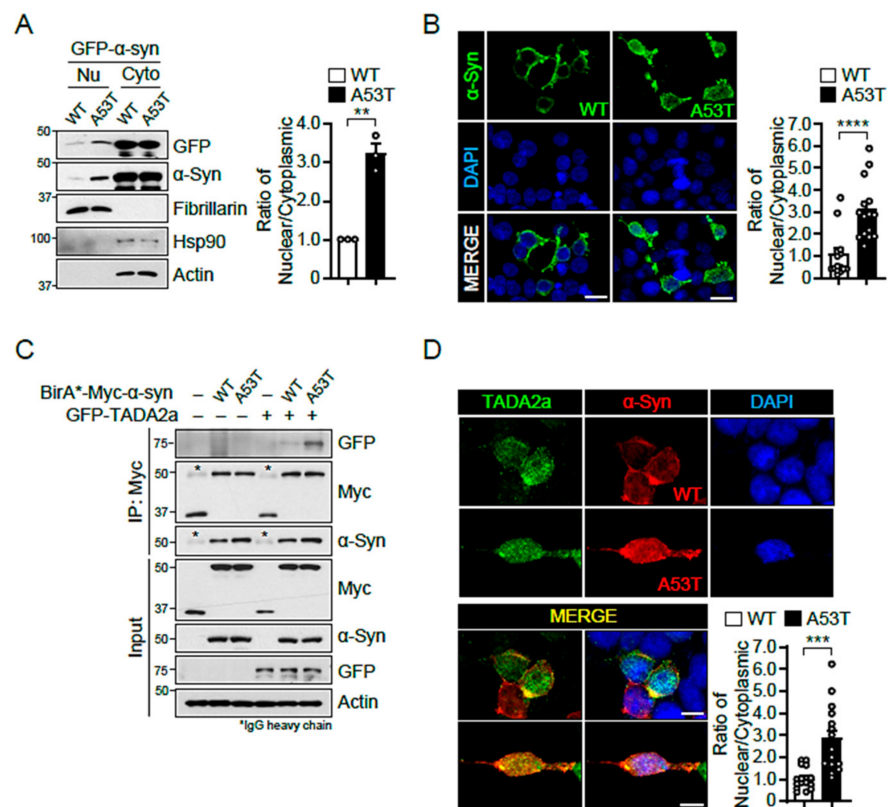 A
GFP-α-syn
Nu Cyto
WT A53T WT A53T
50 GFP
50 α-Syn
37 Fibrillarin
100 Hsp90
37 Actin
WT
A53T
**
Ratio of Nuclear/Cytoplasmic
4.0
3.0
2.0
1.0
0
B
α-Syn
WT
A53T
DAPI
MERGE
WT
A53T
****
Ratio of Nuclear/Cytoplasmic
7.0
6.0
5.0
4.0
3.0
2.0
1.0
0
C
BirA*-Myc-α-syn – WT A53T – WT A53T
GFP-TADA2a – – – + + +
IP: Myc
75 GFP
* *
50 Myc
37
* *
50 α-Syn
Input
50 Myc
37
50 α-Syn
75 GFP
37 Actin
*IgG heavy chain
D
TADA2a α-Syn DAPI
WT
A53T
MERGE
WT A53T
***
Ratio of Nuclear/Cytoplasmic
7.0
6.0
5.0
4.0
3.0
2.0
1.0
0